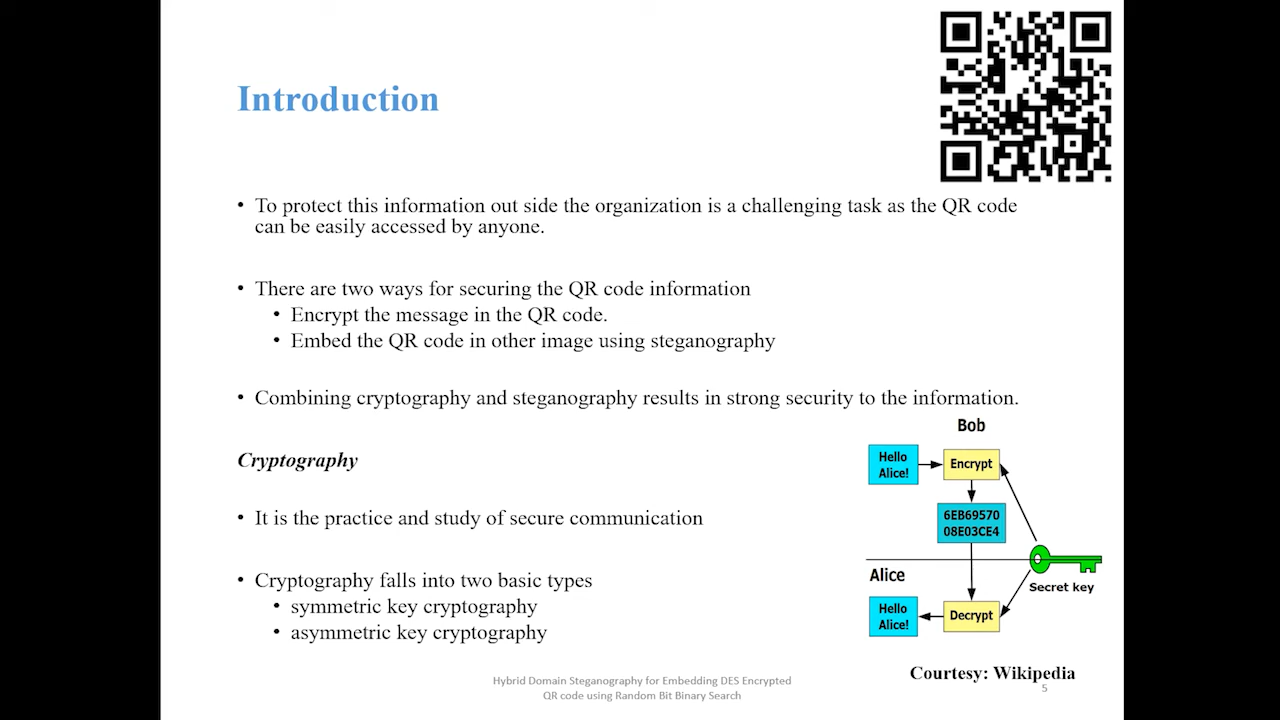 Introduction
• To protect this information out side the organization is a challenging task as the QR code
can be easily accessed by anyone.
• There are two ways for securing the QR code information
• Encrypt the message in the QR code.
• Embed the QR code in other image using steganography
• Combining cryptography and steganography results in strong security to the information.
Cryptography
• It is the practice and study of secure communication
• Cryptography falls into two basic types
• symmetric key cryptography
• asymmetric key cryptography
Bob
Hello
Alice!
Encrypt
6EB69570
08E03CE4
Alice
Secret key
Hello
Alice!
Decrypt
Courtesy: Wikipedia
Hybrid Domain Steganography for Embedding DES Encrypted
QR code using Random Bit Binary Search
5